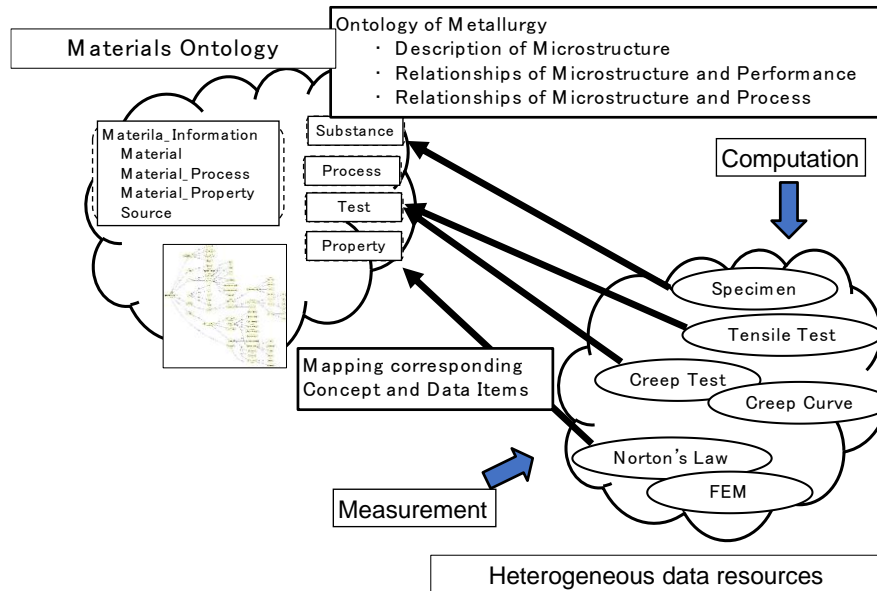 Materials Ontology
Ontology of Metallurgy
・ Description of Microstructure
・ Relationships of Microstructure and Performance
・ Relationships of Microstructure and Process
Materila_Information
Material
Material_Process
Material_Property
Source
Substance
Process
Test
Property
Computation
Specimen
Tensile Test
Creep Test
Creep Curve
Norton's Law
FEM
Mapping corresponding
Concept and Data Items
Measurement
Heterogeneous data resources